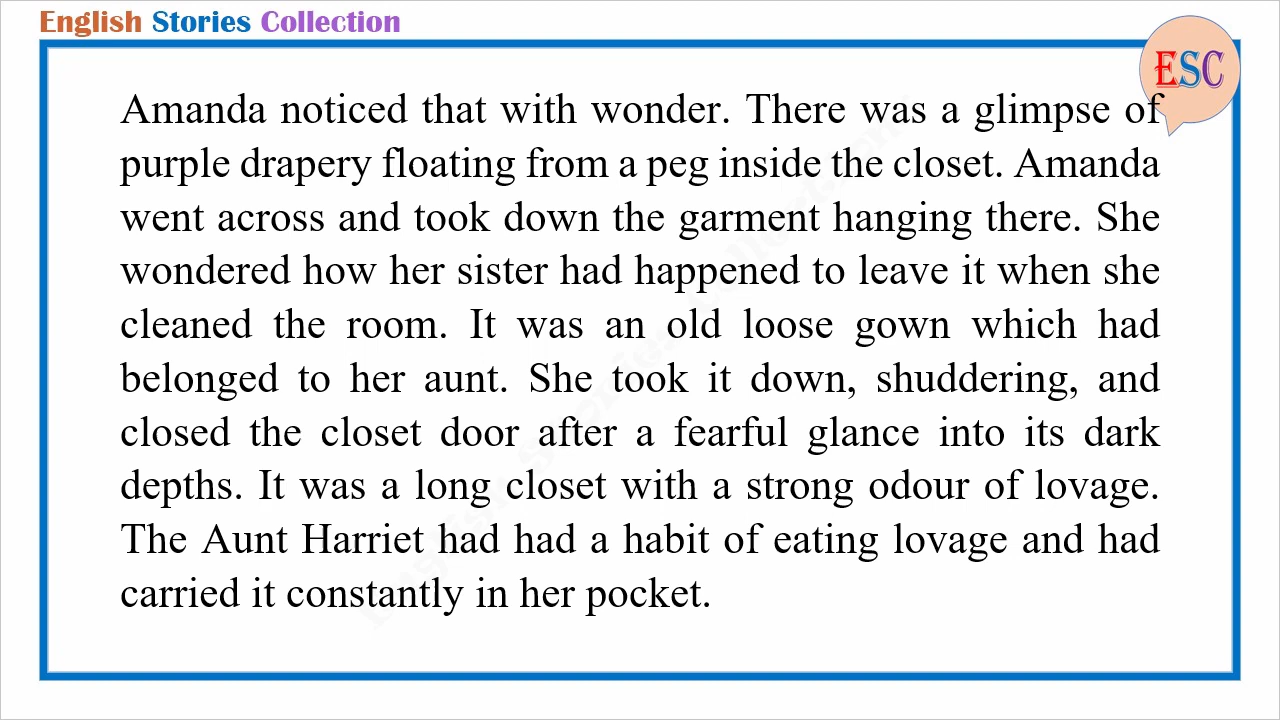 English Stories Collection
ESC
Amanda noticed that with wonder. There was a glimpse of
purple drapery floating from a peg inside the closet. Amanda
went across and took down the garment hanging there. She
wondered how her sister had happened to leave it when she
cleaned the room. It was an old loose gown which had
belonged to her aunt. She took it down, shuddering, and
closed the closet door after a fearful glance into its dark
depths. It was a long closet with a strong odour of lovage.
The Aunt Harriet had had a habit of eating lovage and had
carried it constantly in her pocket.